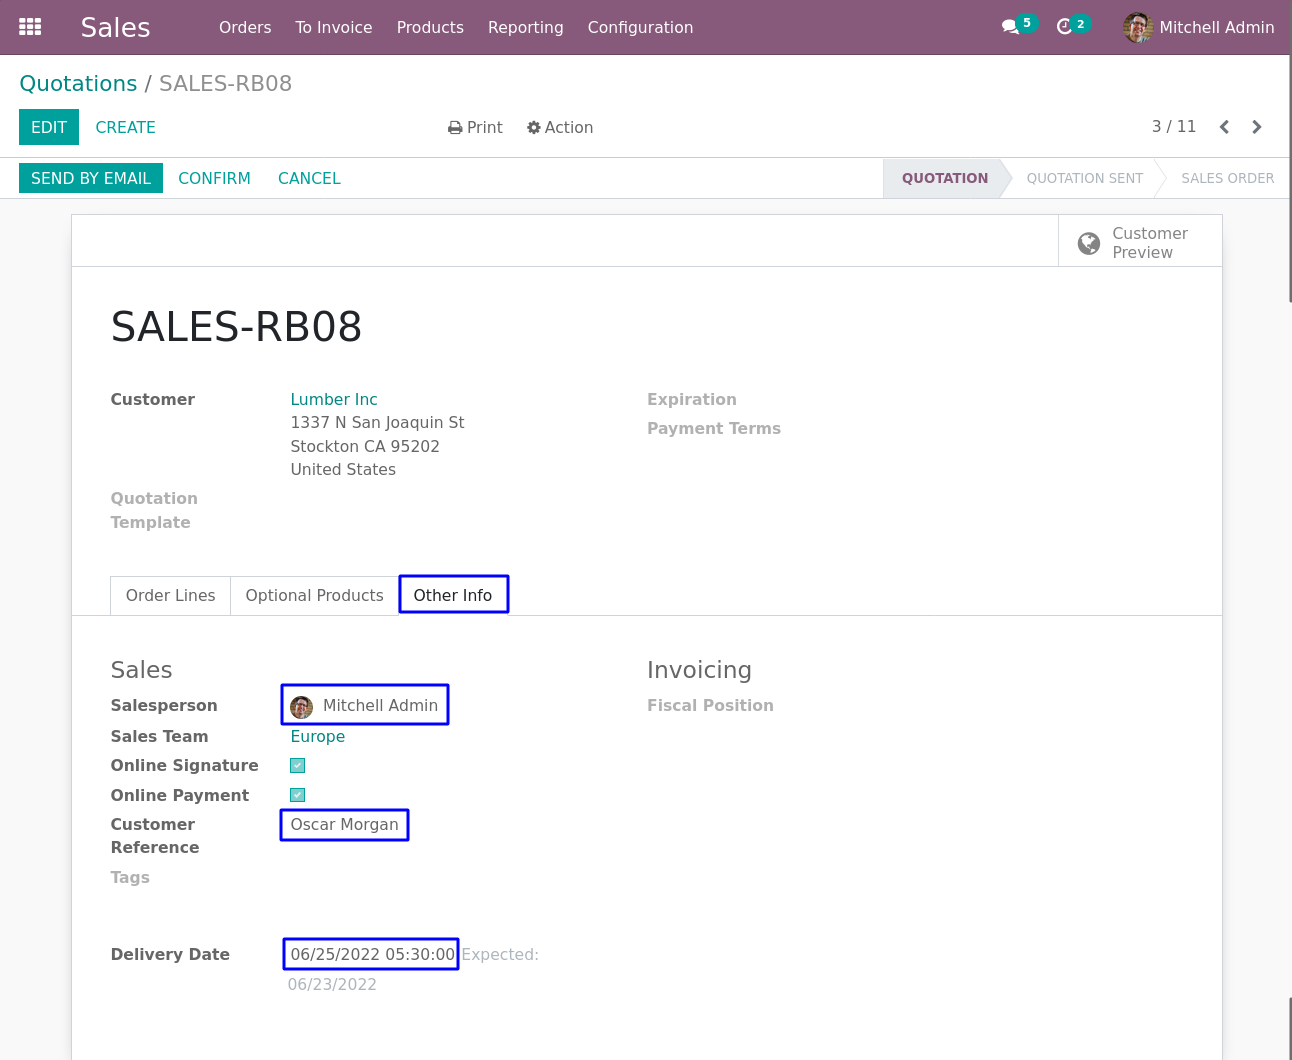 Sales Orders To Invoice Products Reporting Configuration 5 2 Mitchell Admin
Quotations / SALES-RB08
EDIT CREATE Print Action 3 / 11
SEND BY EMAIL CONFIRM CANCEL QUOTATION QUOTATION SENT SALES ORDER
Customer
Preview
SALES-RB08
Customer Lumber Inc Expiration
1337 N San Joaquin St Payment Terms
Stockton CA 95202
United States
Quotation
Template
Order Lines Optional Products Other Info
Sales Invoicing
Salesperson Mitchell Admin Fiscal Position
Sales Team Europe
Online Signature
Online Payment
Customer Oscar Morgan
Reference
Tags
Delivery Date 06/25/2022 05:30:00 Expected:
06/23/2022